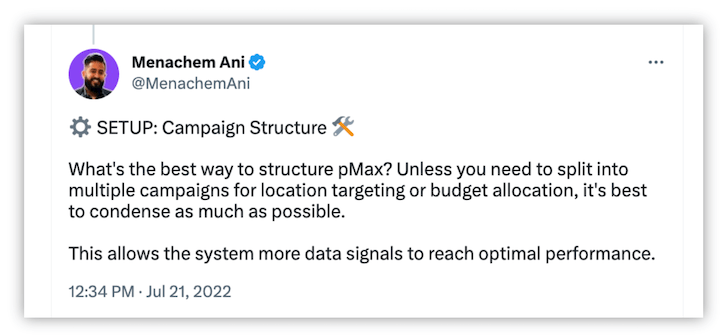 Menachem Ani
@MenachemAni
⚙️ SETUP: Campaign Structure 🛠️
What's the best way to structure pMax? Unless you need to split into
multiple campaigns for location targeting or budget allocation, it's best
to condense as much as possible.
This allows the system more data signals to reach optimal performance.
12:34 PM · Jul 21, 2022